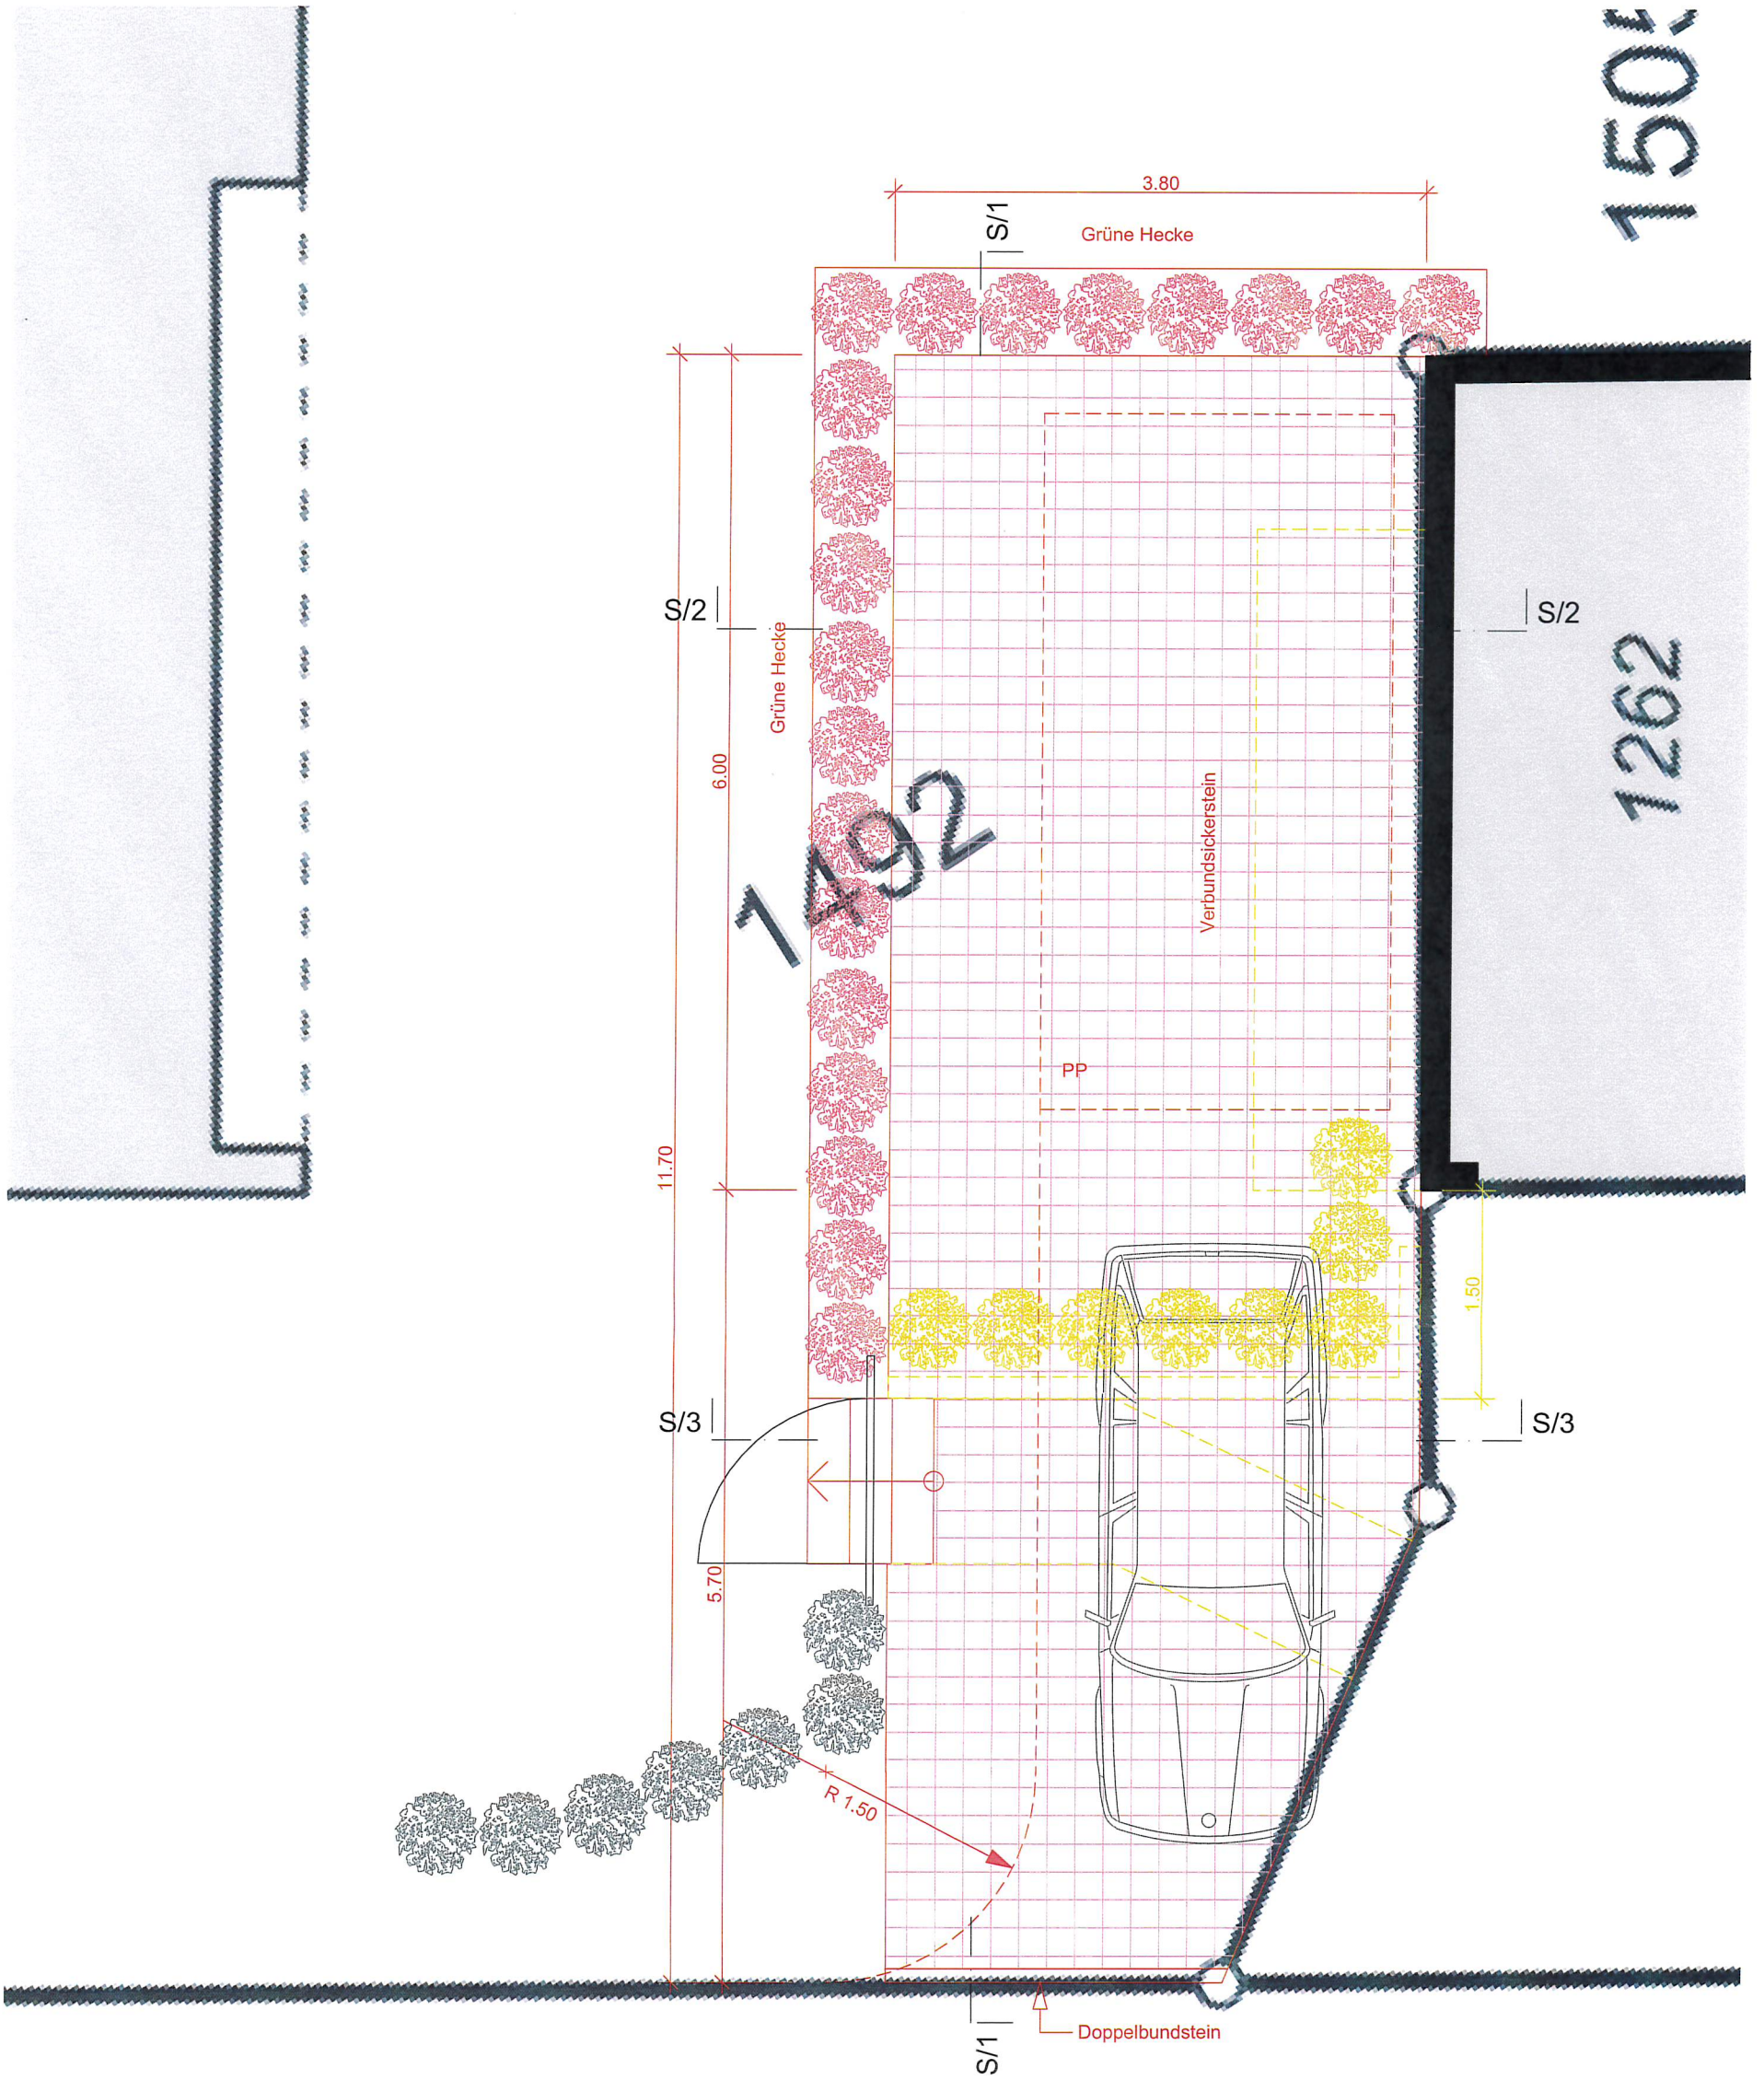 3.80
S/1
Grüne Hecke
S/2
S/2
Grüne Hecke
1262
6.00
1492
Verbundsickerstein
PP
11.70
1.50
S/3
S/3
5.70
R 1.50
S/1
Doppelbundstein